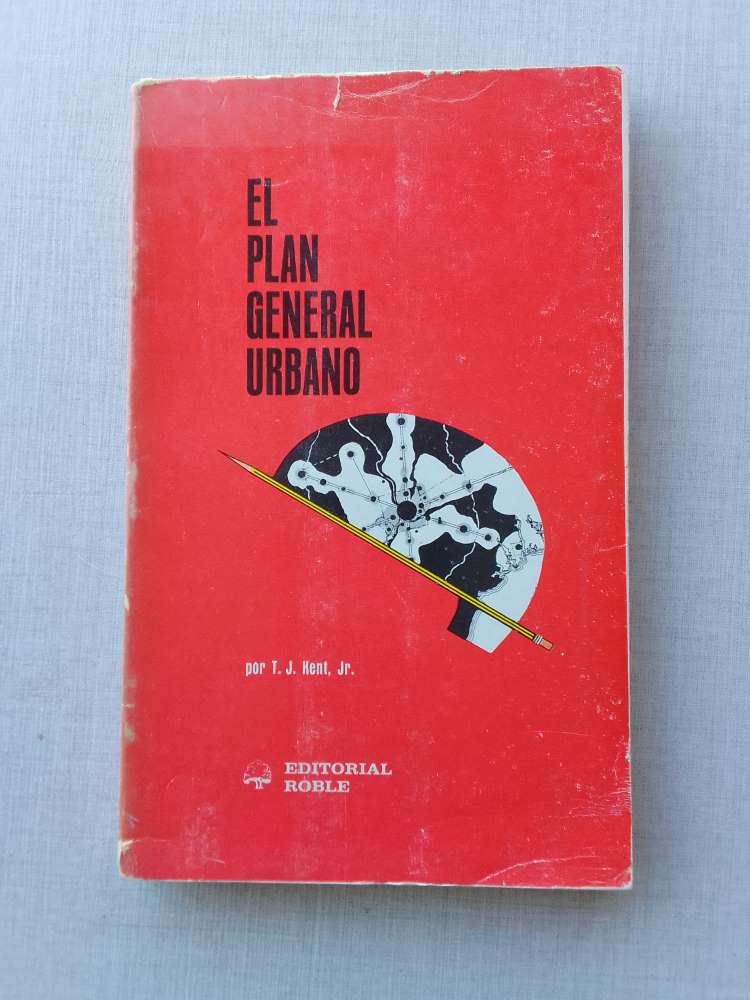 EL
PLAN
GENERAL
URBANO
por T. J. Kent, Jr.
EDITORIAL
ROBLE